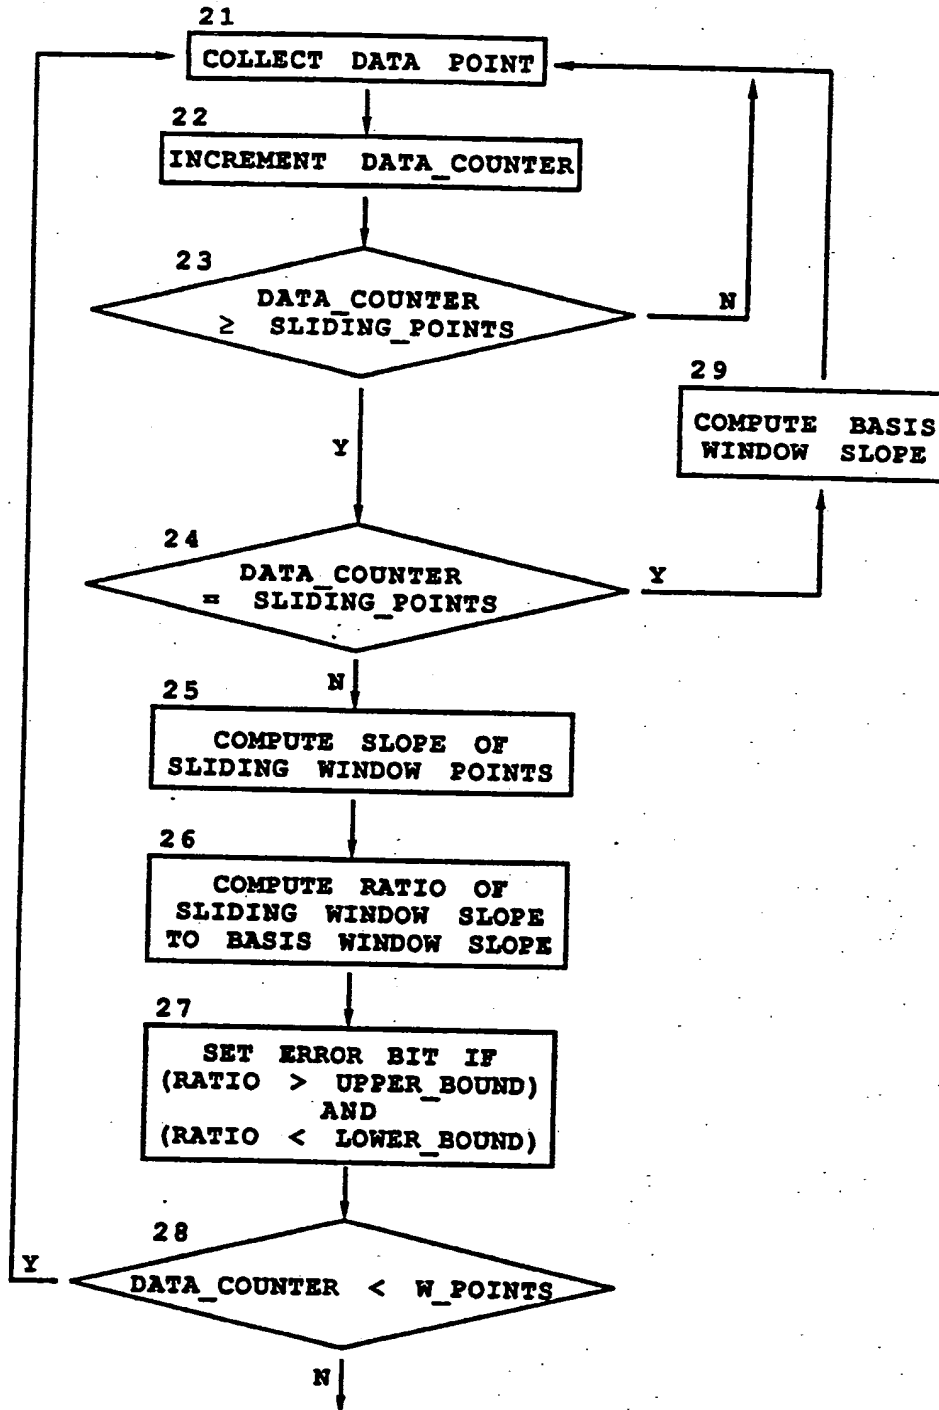 21
COLLECT DATA POINT
22
INCREMENT DATA_COUNTER
23
DATA_COUNTER
≥ SLIDING_POINTS
N
29
COMPUTE BASIS
WINDOW SLOPE
Y
24
DATA_COUNTER
= SLIDING_POINTS
Y
N
25
COMPUTE SLOPE OF
SLIDING WINDOW POINTS
26
COMPUTE RATIO OF
SLIDING WINDOW SLOPE
TO BASIS WINDOW SLOPE
27
SET ERROR BIT IF
(RATIO > UPPER_BOUND)
AND
(RATIO < LOWER_BOUND)
28
Y
DATA_COUNTER < W_POINTS
N